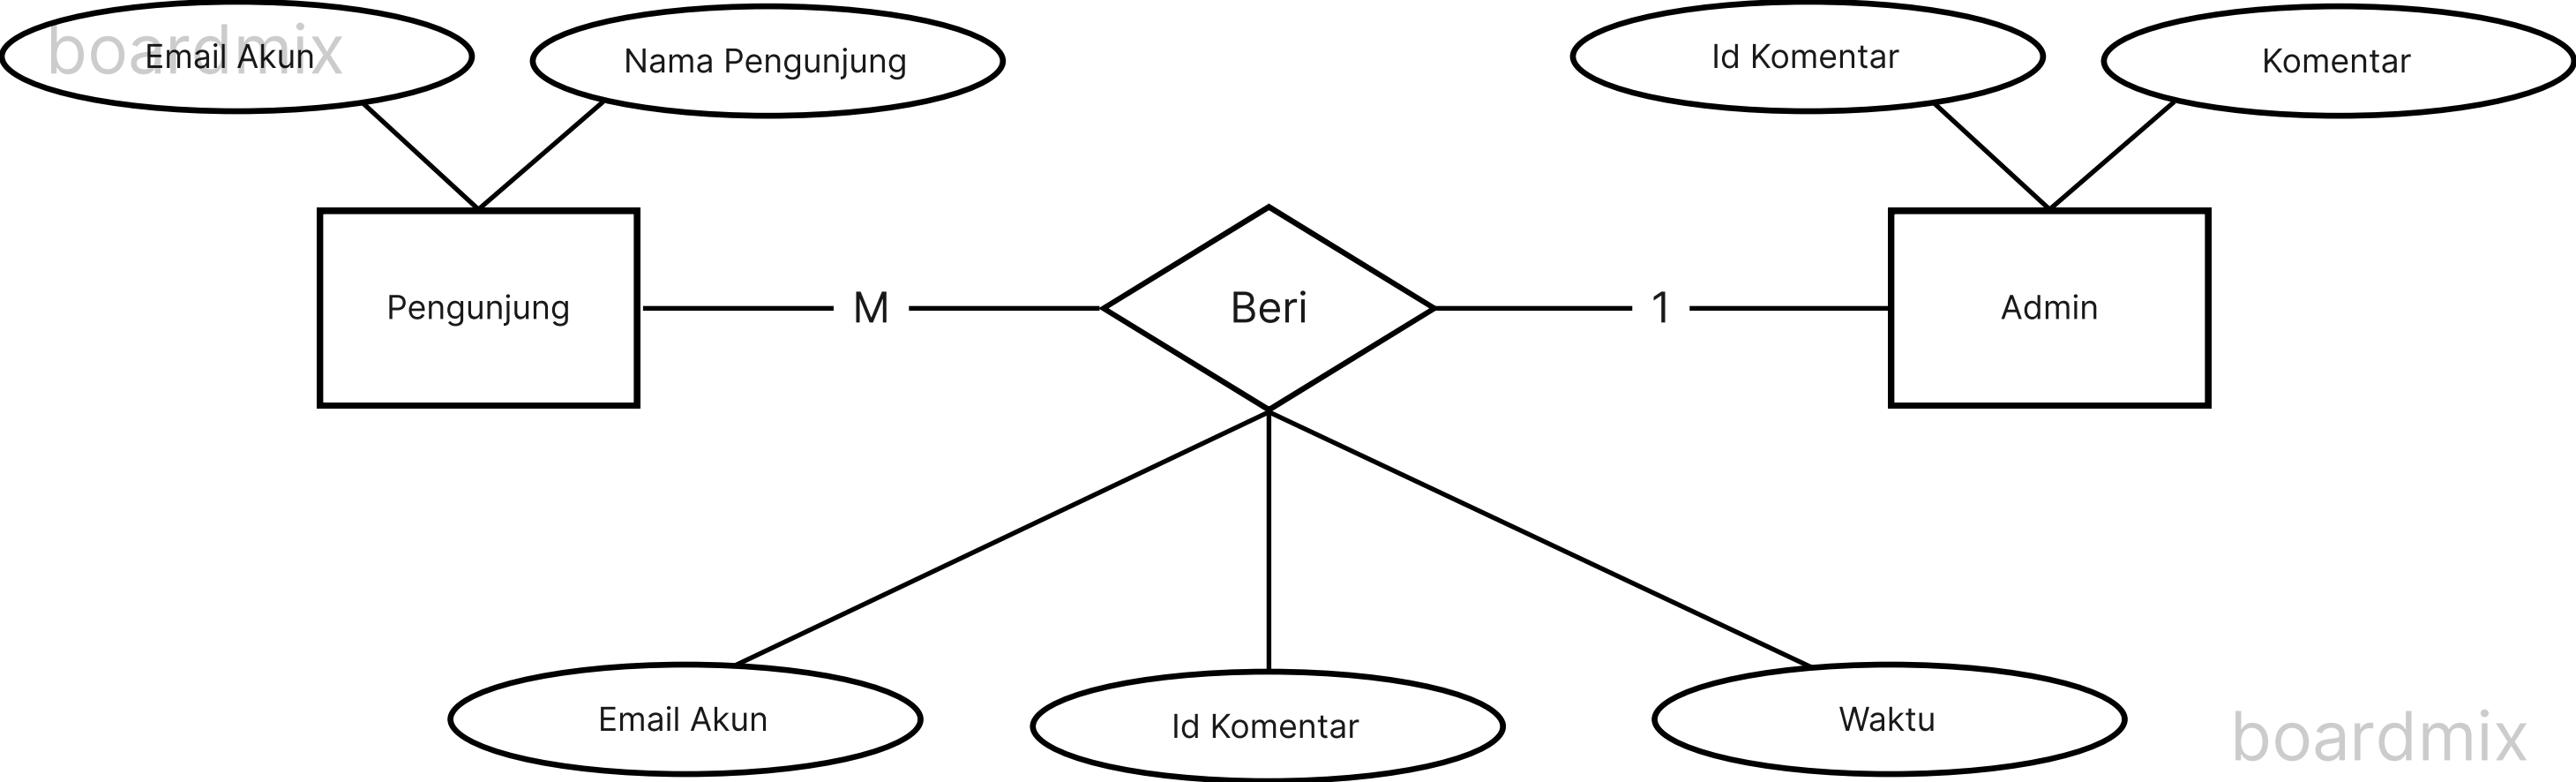 boardmix
Email Akun
Nama Pengunjung
Id Komentar
Komentar
Pengunjung
M
Beri
1
Admin
Email Akun
Id Komentar
Waktu
boardmix